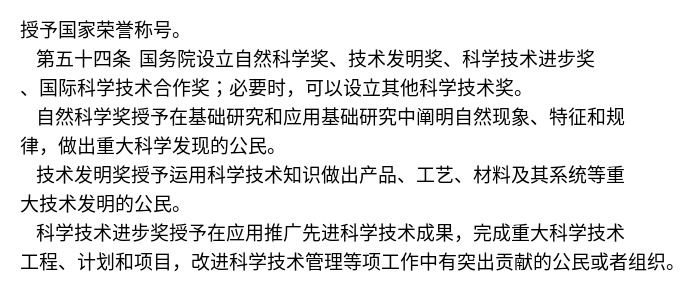 授予国家荣誉称号。
第五十四条 国务院设立自然科学奖、技术发明奖、科学技术进步奖
、国际科学技术合作奖；必要时，可以设立其他科学技术奖。
自然科学奖授予在基础研究和应用基础研究中阐明自然现象、特征和规
律，做出重大科学发现的公民。
技术发明奖授予运用科学技术知识做出产品、工艺、材料及其系统等重
大技术发明的公民。
科学技术进步奖授予在应用推广先进科学技术成果，完成重大科学技术
工程、计划和项目，改进科学技术管理等项工作中有突出贡献的公民或者组织。